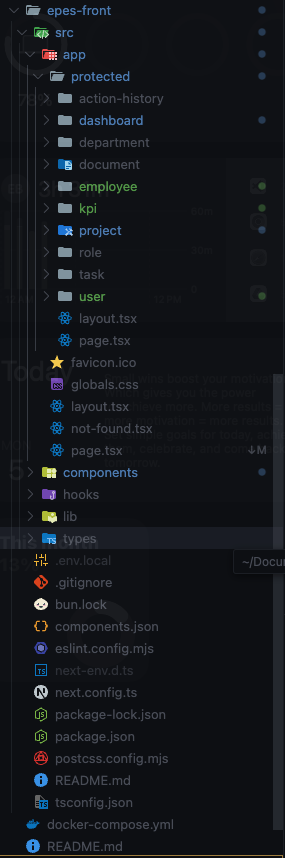 epes-front
src
app
protected
action-history
dashboard
department
document
employee
kpi
project
role
task
user
layout.tsx
page.tsx
favicon.ico
globals.css
layout.tsx
not-found.tsx
page.tsx ↓M
components
hooks
lib
types
.env.local
~/Docu
.gitignore
bun.lock
components.json
eslint.config.mjs
next-env.d.ts
next.config.ts
package-lock.json
package.json
postcss.config.mjs
README.md
tsconfig.json
docker-compose.yml
README.md